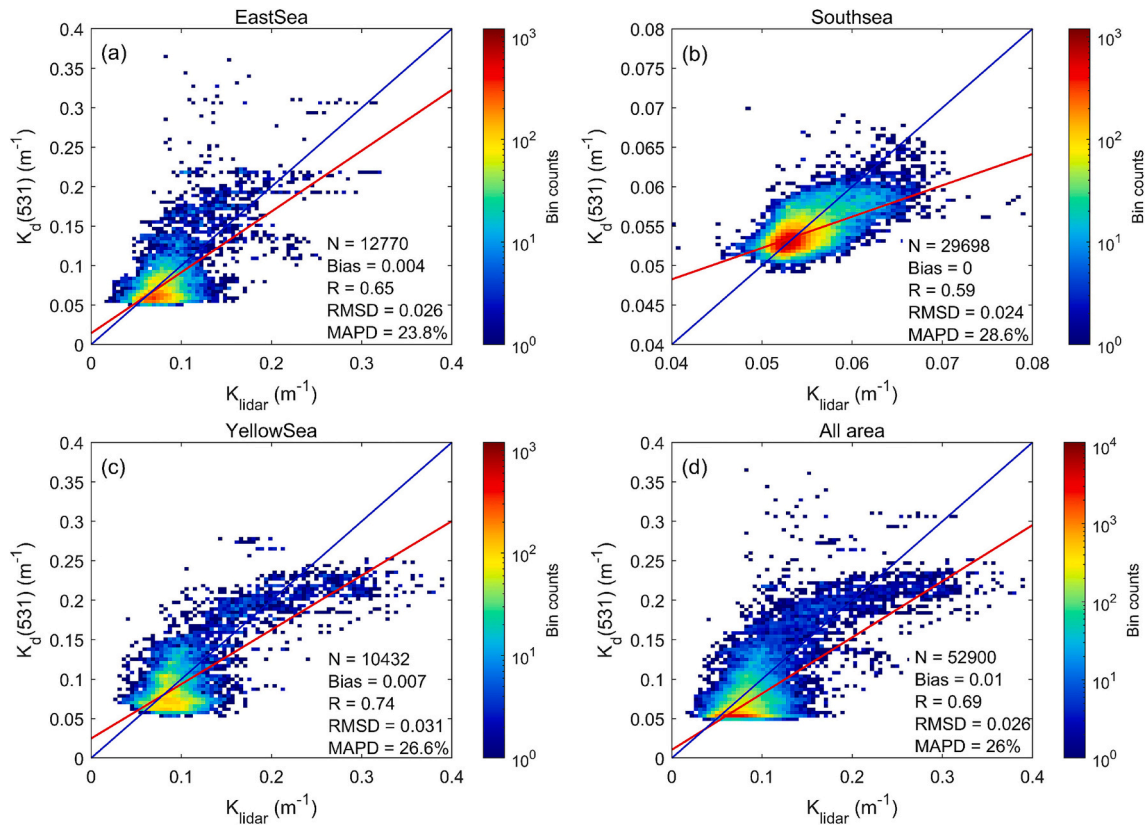 EastSea
(a)
0.4
0.35
0.3
0.25
0.2
0.15
0.1
0.05
0
K_d(531) (m^-1)
N = 12770
Bias = 0.004
R = 0.65
RMSD = 0.026
MAPD = 23.8%
0 0.1 0.2 0.3 0.4
K_lidar (m^-1)
10^3
10^2
10^1
10^0
Bin counts
Southsea
(b)
0.08
0.07
0.06
0.05
0.04
K_d(531) (m^-1)
N = 29698
Bias = 0
R = 0.59
RMSD = 0.024
MAPD = 28.6%
0.04 0.05 0.06 0.07 0.08
K_lidar (m^-1)
10^3
10^2
10^1
10^0
Bin counts
YellowSea
(c)
0.4
0.35
0.3
0.25
0.2
0.15
0.1
0.05
0
K_d(531) (m^-1)
N = 10432
Bias = 0.007
R = 0.74
RMSD = 0.031
MAPD = 26.6%
0 0.1 0.2 0.3 0.4
K_lidar (m^-1)
10^3
10^2
10^1
10^0
Bin counts
All area
(d)
0.4
0.35
0.3
0.25
0.2
0.15
0.1
0.05
0
K_d(531) (m^-1)
N = 52900
Bias = 0.01
R = 0.69
RMSD = 0.026
MAPD = 26%
0 0.1 0.2 0.3 0.4
K_lidar (m^-1)
10^4
10^3
10^2
10^1
10^0
Bin counts